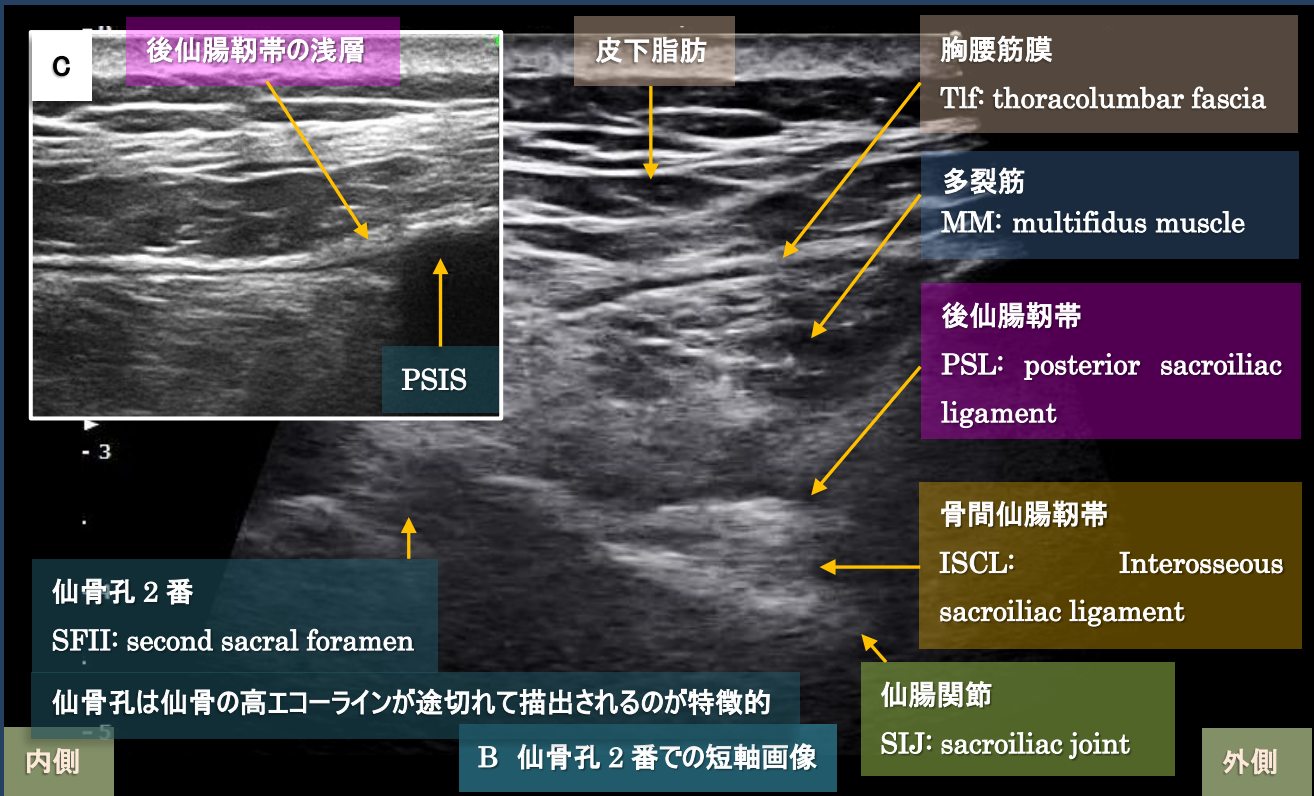 C
後仙腸靭帯の浅層
皮下脂肪
胸腰筋膜
Tlf: thoracolumbar fascia
多裂筋
MM: multifidus muscle
PSIS
後仙腸靭帯
PSL: posterior sacroiliac
ligament
- 3
骨間仙腸靭帯
ISCL: Interosseous
sacroiliac ligament
仙骨孔 2 番
SFII: second sacral foramen
仙骨孔は仙骨の高エコーラインが途切れて描出されるのが特徴的
- 5
仙腸関節
SIJ: sacroiliac joint
B 仙骨孔 2 番での短軸画像
内側
外側